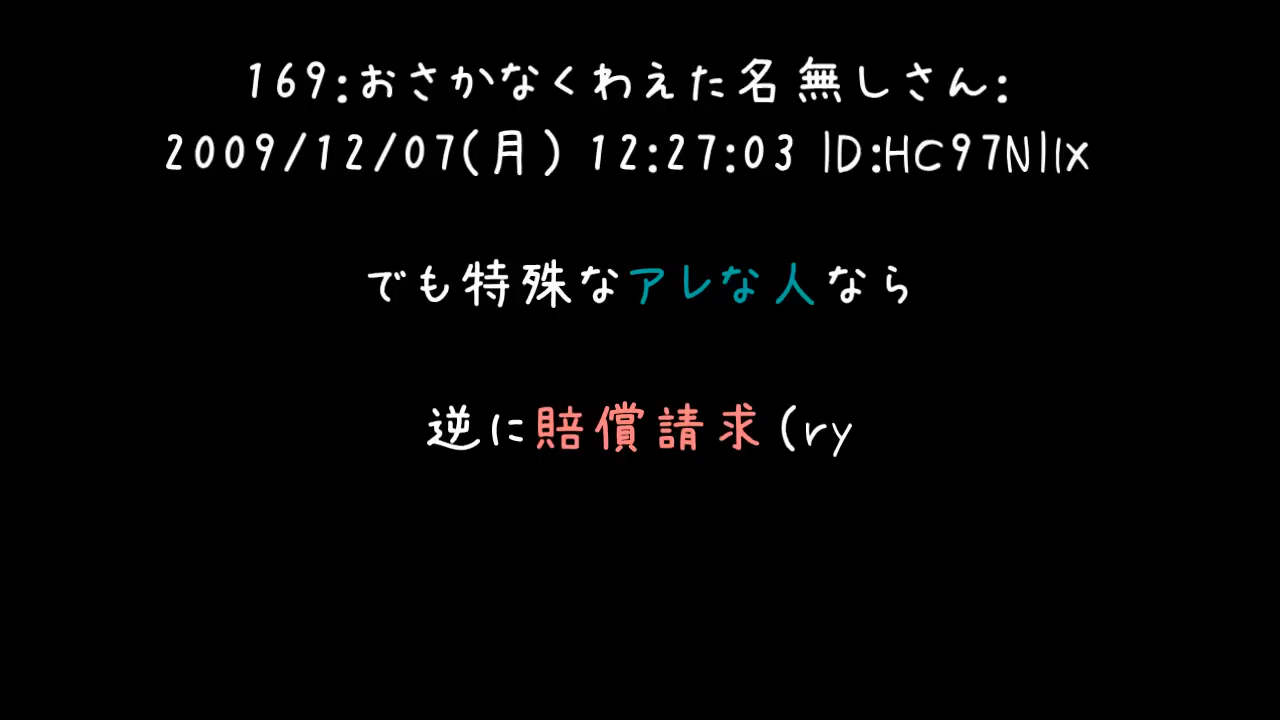 169:おさかなくわえた名無しさん:
2009/12/07(月) 12:27:03 ID:HC97NIIx
でも特殊なアレな人なら
逆に賠償請求(ry